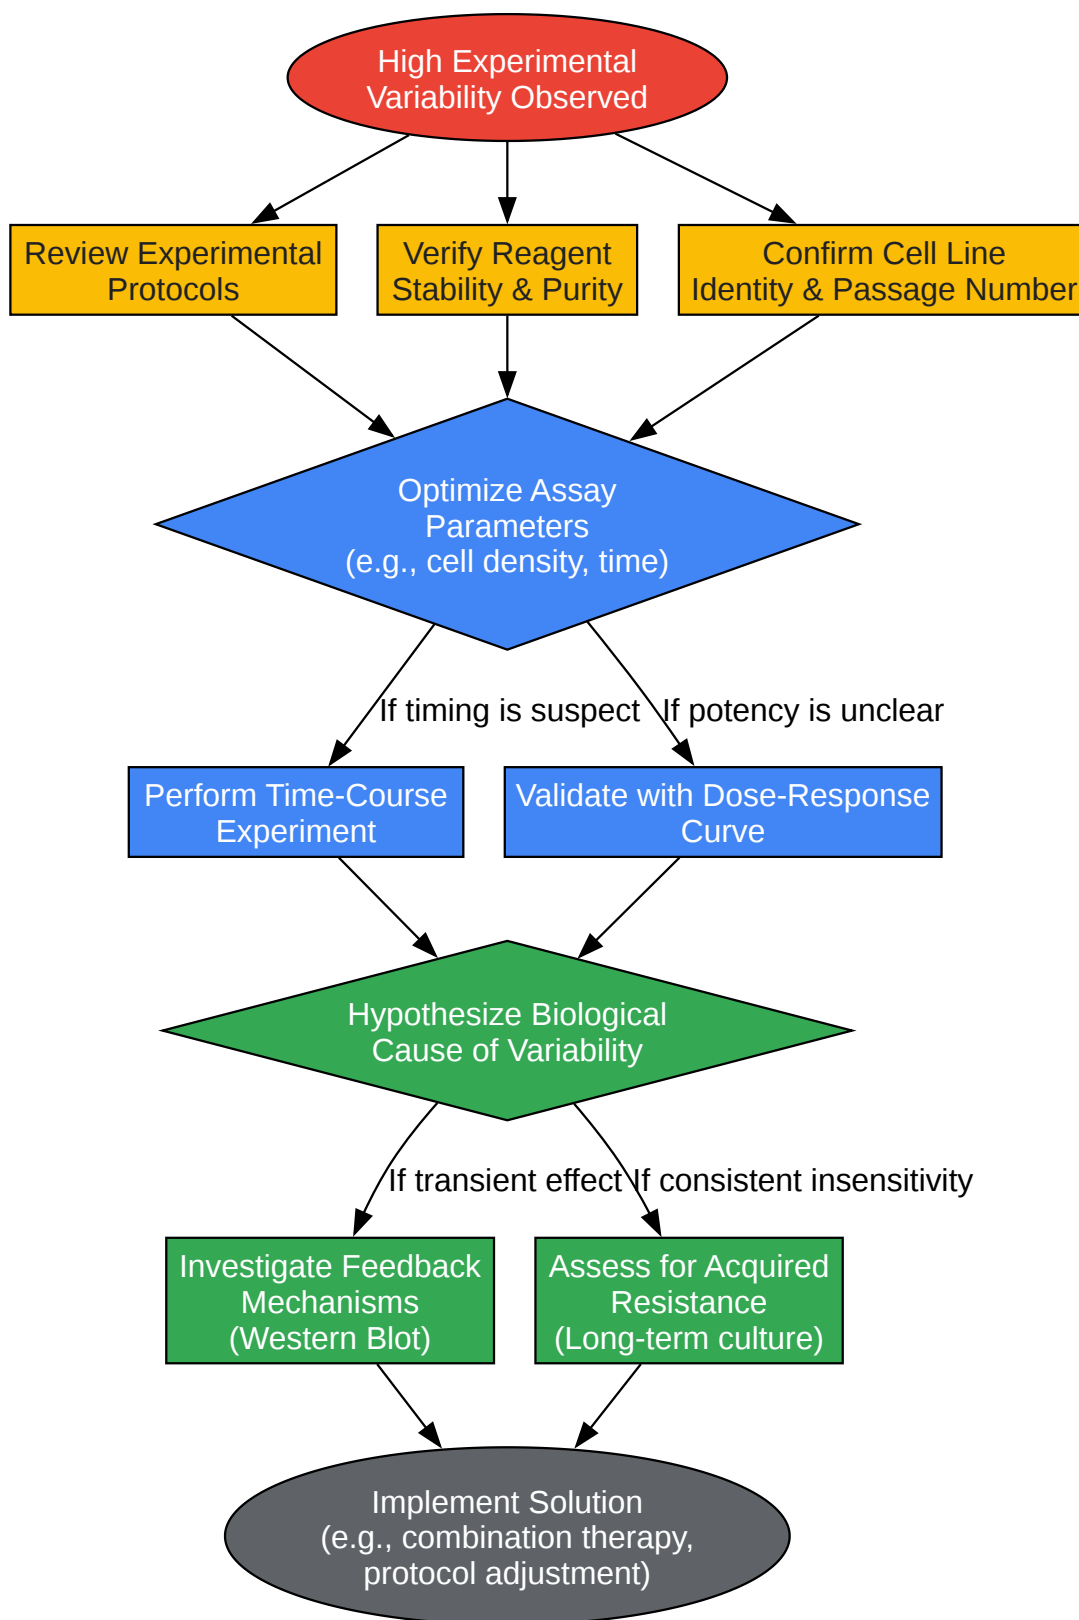 High Experimental
Variability Observed
Review Experimental
Protocols
Verify Reagent
Stability & Purity
Confirm Cell Line
Identity & Passage Number
Optimize Assay
Parameters
(e.g., cell density, time)
If timing is suspect
If potency is unclear
Perform Time-Course
Experiment
Validate with Dose-Response
Curve
Hypothesize Biological
Cause of Variability
If transient effect
If consistent insensitivity
Investigate Feedback
Mechanisms
(Western Blot)
Assess for Acquired
Resistance
(Long-term culture)
Implement Solution
(e.g., combination therapy,
protocol adjustment)